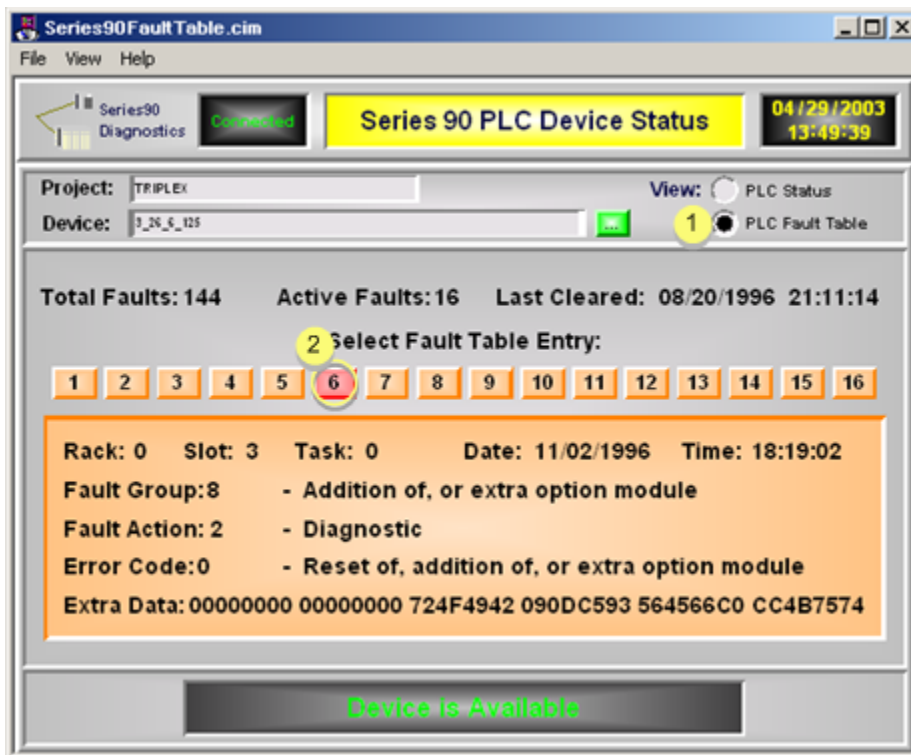 Series90FaultTable.cim
File View Help
Series90 Diagnostics
Connected
Series 90 PLC Device Status
04/29/2003
13:49:39
Project: TRIPLEX
View: PLC Status
Device: 3_26_6_125 ...
1 PLC Fault Table
Total Faults: 144 Active Faults: 16 Last Cleared: 08/20/1996 21:11:14
2 Select Fault Table Entry:
1 2 3 4 5 6 7 8 9 10 11 12 13 14 15 16
Rack: 0 Slot: 3 Task: 0 Date: 11/02/1996 Time: 18:19:02
Fault Group: 8 - Addition of, or extra option module
Fault Action: 2 - Diagnostic
Error Code: 0 - Reset of, addition of, or extra option module
Extra Data: 00000000 00000000 724F4942 090DC593 564566C0 CC4B7574
Device is Available